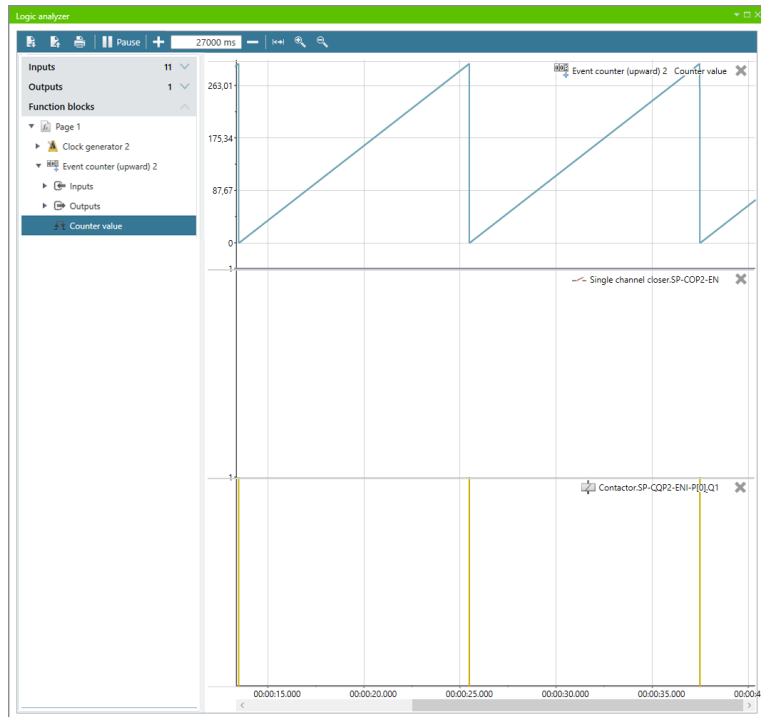 Logic analyzer
Pause
27000 ms
Inputs 11
Outputs 1
Function blocks
Page 1
Clock generator 2
Event counter (upward) 2
Inputs
Outputs
Counter value
Event counter (upward) 2 Counter value
263,01
175,34
87,67
0
1
Single channel closer.SP-COP2-EN
1
Contactor.SP-COP2-ENI-P[0].Q1
00:00:15.000 00:00:20.000 00:00:25.000 00:00:30.000 00:00:35.000 00:00:4